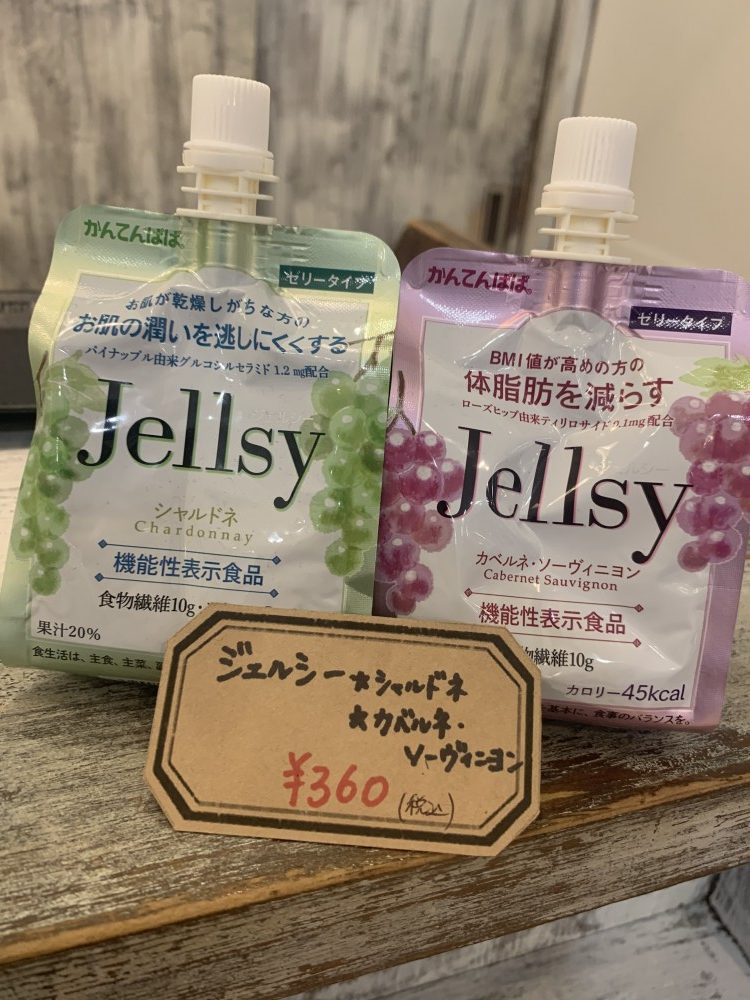 かんてんぱぱ®
ゼリータイプ
お肌が乾燥しがちな方の
お肌の潤いを逃しにくくする
パイナップル由来グルコシルセラミド 1.2 mg配合
Jellsy
シャルドネ
Chardonnay
機能性表示食品
食物繊維10g
果汁20%
食生活は、主食、主菜、副
かんてんぱぱ®
ゼリータイプ
BMI値が高めの方の
体脂肪を減らす
ローズヒップ由来ティリロサイド 0.1mg配合
Jellsy
カベルネ・ソーヴィニヨン
Cabernet Sauvignon
機能性表示食品
物繊維10g
カロリー45kcal
基本に、食事のバランスを。
ジェルシー★シャルドネ
★カベルネ・
ソーヴィニヨン
¥360(税込)